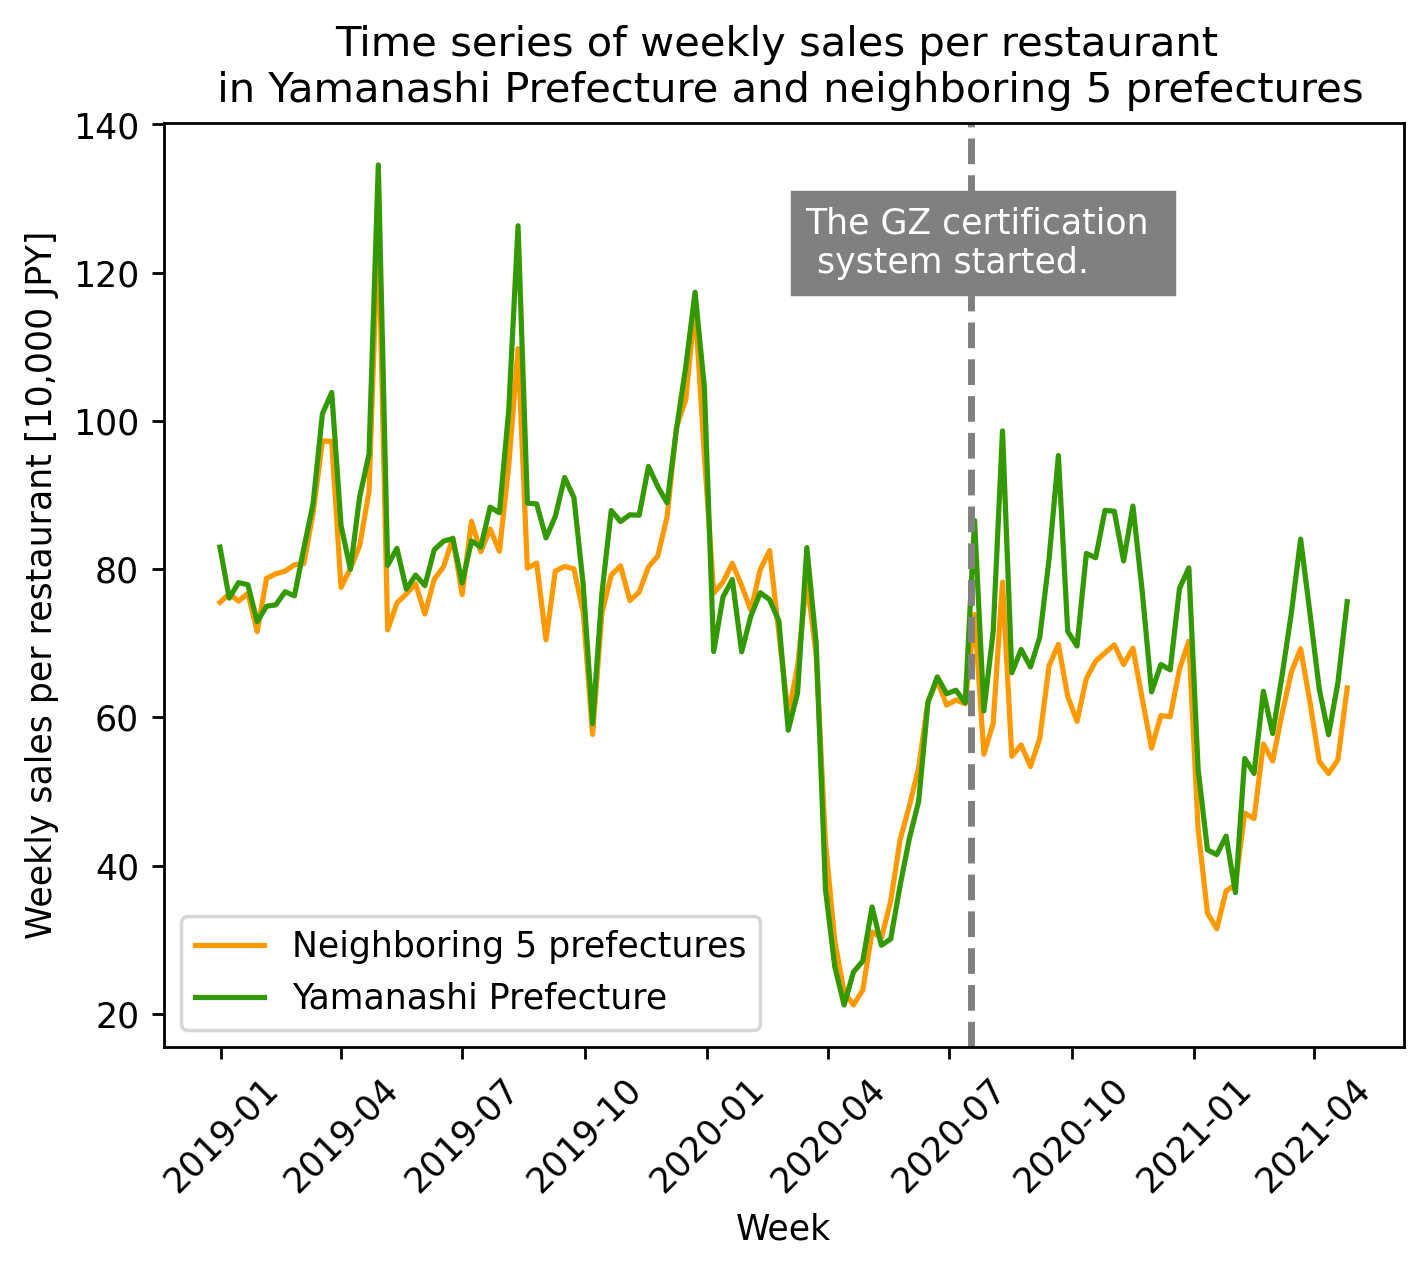 Time series of weekly sales per restaurant
in Yamanashi Prefecture and neighboring 5 prefectures
Weekly sales per restaurant [10,000 JPY]
140
120
100
80
60
40
20
The GZ certification
system started.
Neighboring 5 prefectures
Yamanashi Prefecture
2019-01
2019-04
2019-07
2019-10
2020-01
2020-04
2020-07
2020-10
2021-01
2021-04
Week